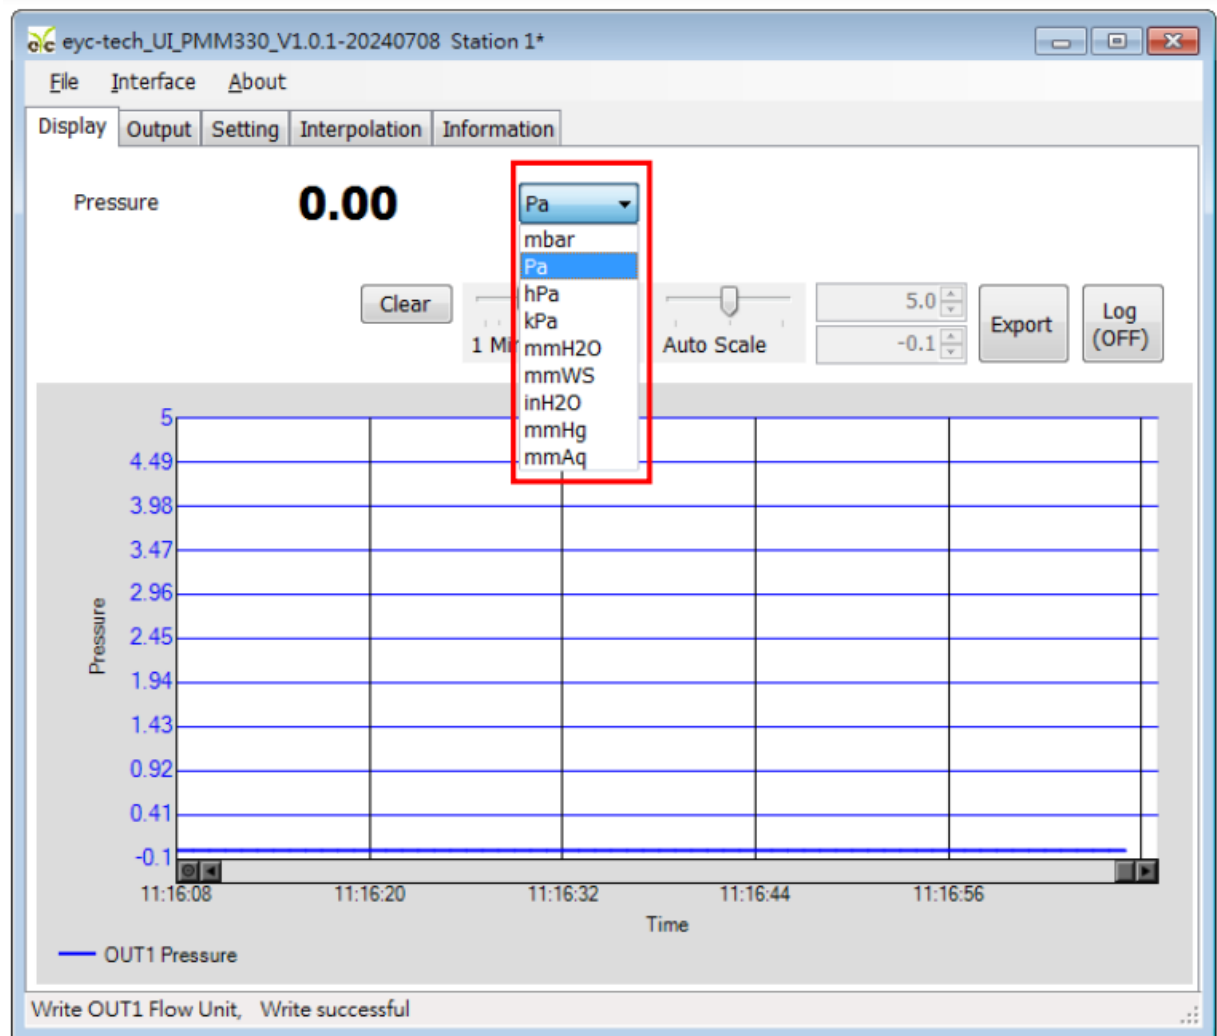 eyc-tech_UI_PMM330_V1.0.1-20240708 Station 1*
File Interface About
Display Output Setting Interpolation Information
Pressure 0.00 Pa
mbar
Pa
hPa
kPa
mmH2O
mmWS
inH2O
mmHg
mmAq
Clear
1 Mi
Auto Scale
5.0
-0.1
Export
Log
(OFF)
5
4.49
3.98
3.47
2.96
2.45
1.94
1.43
0.92
0.41
-0.1
Pressure
11:16:08 11:16:20 11:16:32 11:16:44 11:16:56
Time
OUT1 Pressure
Write OUT1 Flow Unit, Write successful